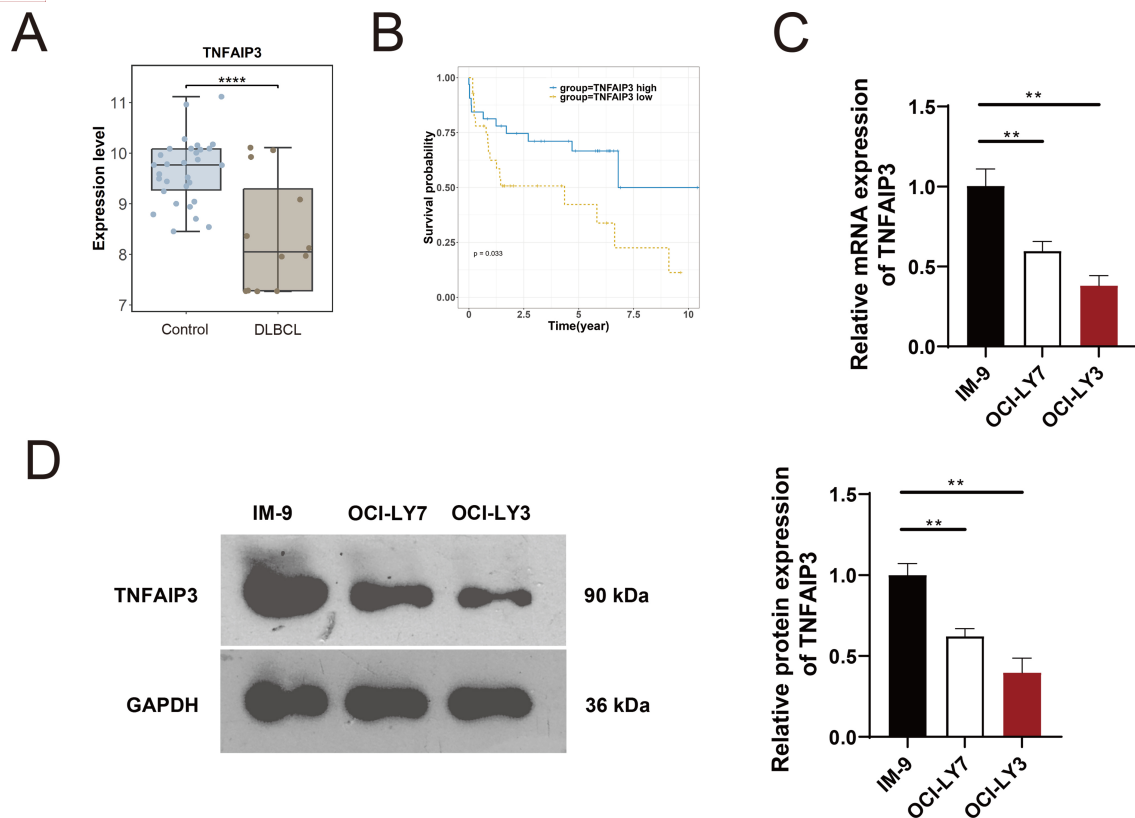 A
TNFAIP3
****
Expression level
11
10
9
8
7
Control
DLBCL
B
Survival probability
1.00
0.75
0.50
0.25
0.00
group=TNFAIP3 high
group=TNFAIP3 low
p = 0.033
0
2.5
5
7.5
10
Time(year)
C
Relative mRNA expression
of TNFAIP3
1.5
1.0
0.5
0.0
**
**
IM-9
OCI-LY7
OCI-LY3
D
IM-9
OCI-LY7
OCI-LY3
TNFAIP3
90 kDa
GAPDH
36 kDa
Relative protein expression
of TNFAIP3
1.5
1.0
0.5
0.0
**
**
IM-9
OCI-LY7
OCI-LY3